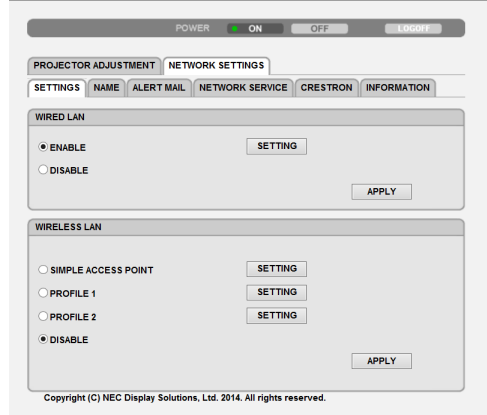 POWER ON OFF LOGOFF
PROJECTOR ADJUSTMENT NETWORK SETTINGS
SETTINGS NAME ALERT MAIL NETWORK SERVICE CRESTRON INFORMATION
WIRED LAN
ENABLE SETTING
DISABLE
APPLY
WIRELESS LAN
SIMPLE ACCESS POINT SETTING
PROFILE 1 SETTING
PROFILE 2 SETTING
DISABLE
APPLY
Copyright (C) NEC Display Solutions, Ltd. 2014. All rights reserved.